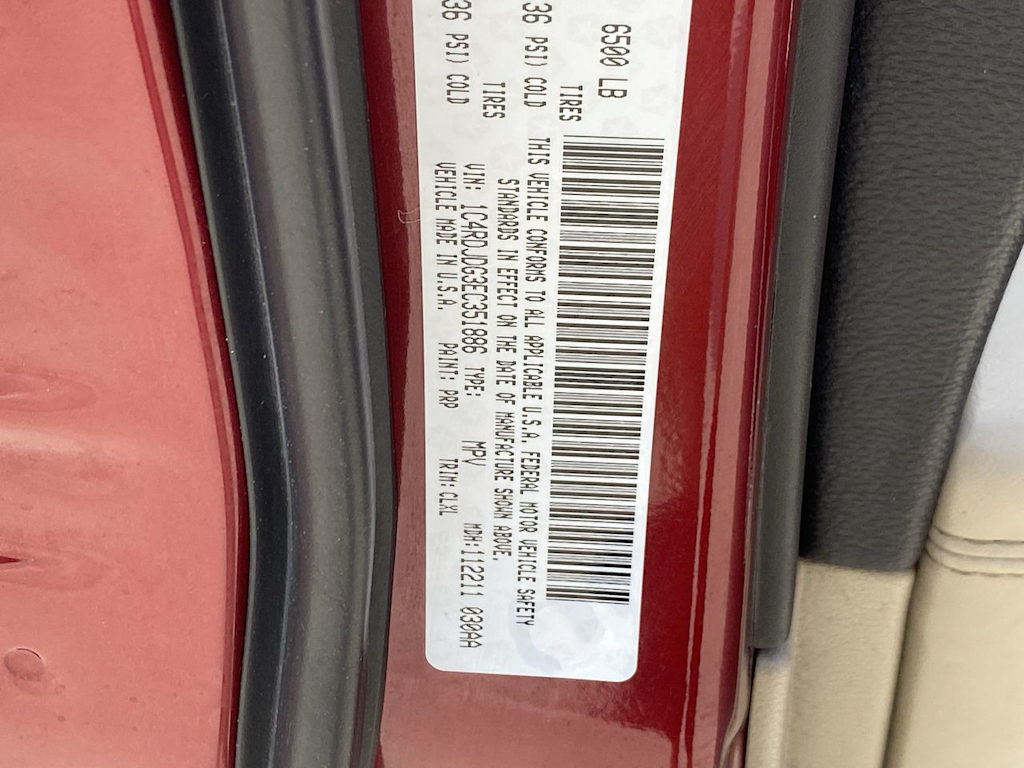 6500 LB
36 PSI) COLD TIRES
36 PSI) COLD TIRES
THIS VEHICLE CONFORMS TO ALL APPLICABLE U.S.A. FEDERAL MOTOR VEHICLE SAFETY
STANDARDS IN EFFECT ON THE DATE OF MANUFACTURE SHOWN ABOVE.
VIN: 1C4RDJDG3EC351886 TYPE: MPV MDH:112211 030AA
VEHICLE MADE IN U.S.A. PAINT: PRP TRIM:CLXL